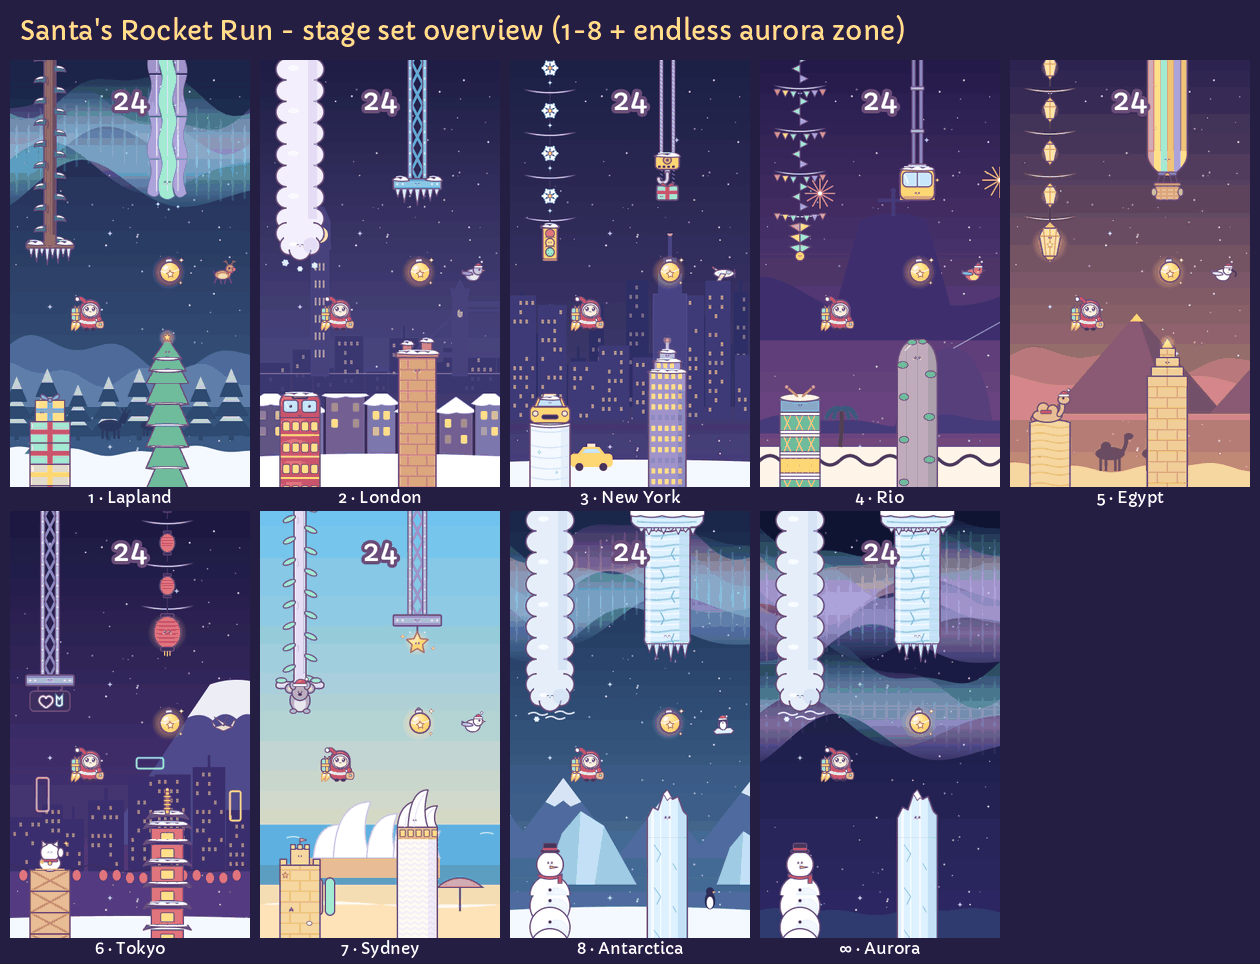 Santa's Rocket Run - stage set overview (1-8 + endless aurora zone)
24
24
24
24
24
1 · Lapland
2 · London
3 · New York
4 · Rio
5 · Egypt
24
24
24
24
6 · Tokyo
7 · Sydney
8 · Antarctica
∞ · Aurora